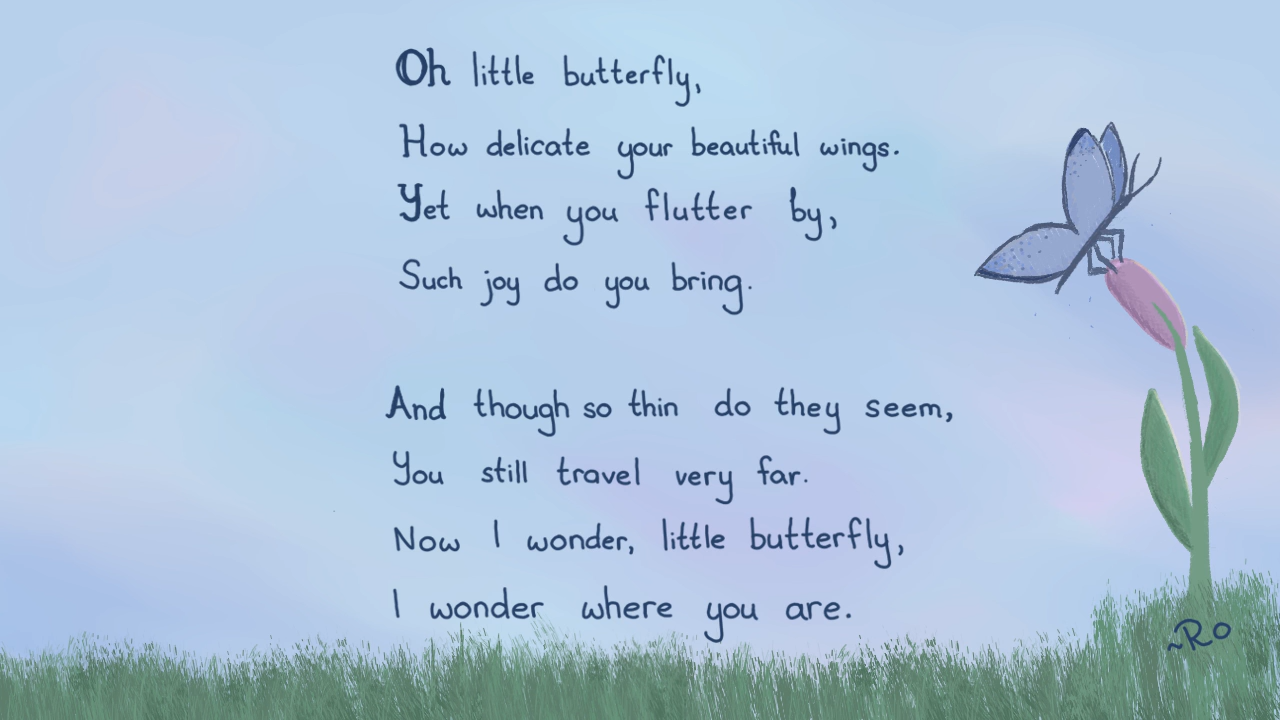 Oh little butterfly,
How delicate your beautiful wings.
Yet when you flutter by,
Such joy do you bring.
And though so thin do they seem,
You still travel very far.
Now I wonder, little butterfly,
I wonder where you are.
~Ro